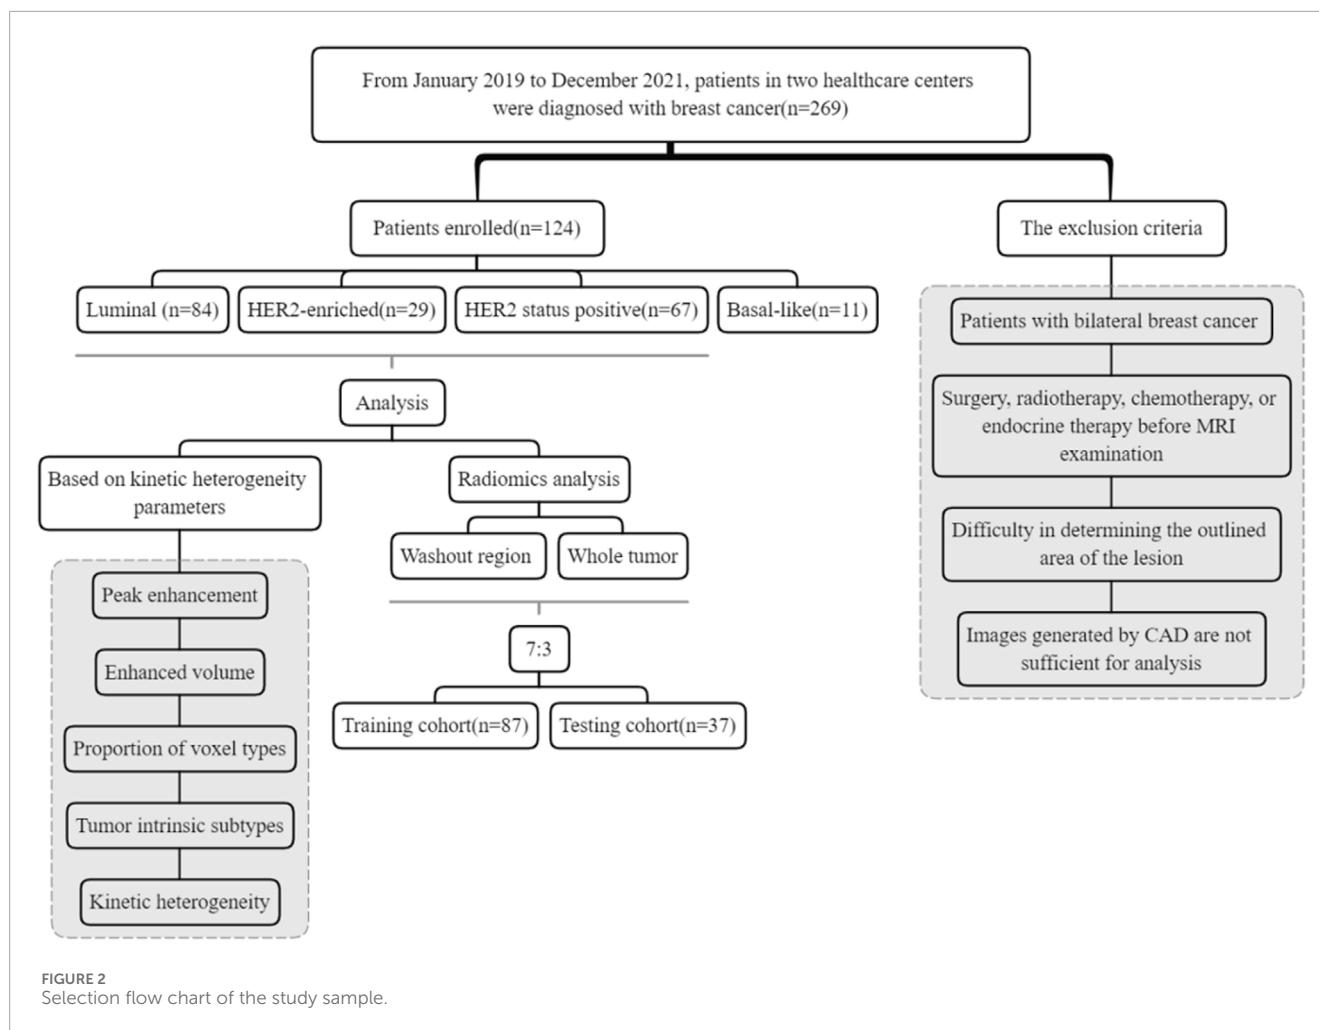 From January 2019 to December 2021, patients in two healthcare centers
were diagnosed with breast cancer(n=269)
Patients enrolled(n=124)
The exclusion criteria
Luminal (n=84)
HER2-enriched(n=29)
HER2 status positive(n=67)
Basal-like(n=11)
Analysis
Based on kinetic heterogeneity
parameters
Radiomics analysis
Washout region
Whole tumor
Peak enhancement
Enhanced volume
Proportion of voxel types
Tumor intrinsic subtypes
Kinetic heterogeneity
7:3
Training cohort(n=87)
Testing cohort(n=37)
Patients with bilateral breast cancer
Surgery, radiotherapy, chemotherapy, or
endocrine therapy before MRI
examination
Difficulty in determining the outlined
area of the lesion
Images generated by CAD are not
sufficient for analysis
FIGURE 2
Selection flow chart of the study sample.